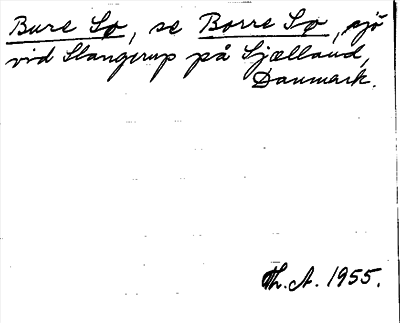 Bure Sø, se Borre Sø, sjö
vid Slangerup på Sjælland,
Danmark.
Th. A. 1955.